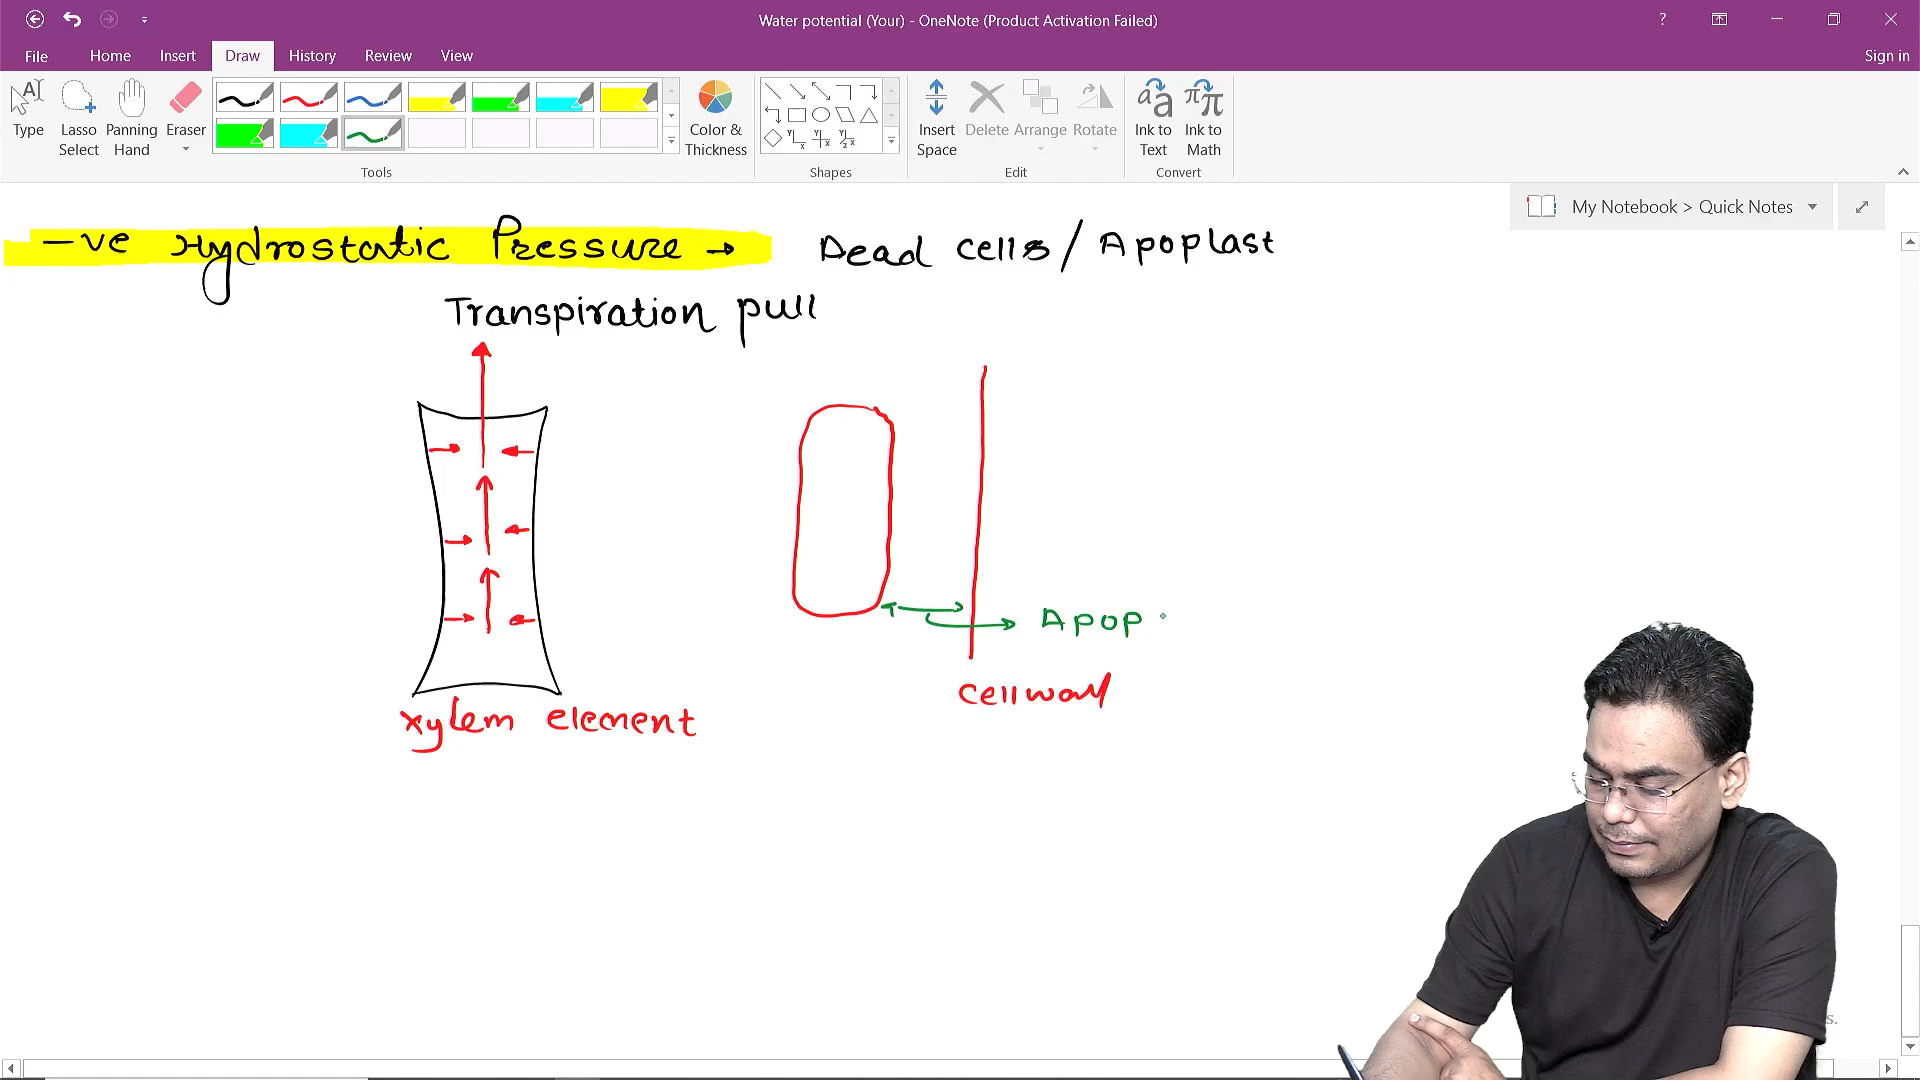 Water potential (Your) - OneNote (Product Activation Failed)
?
File Home Insert Draw History Review View
Sign in
Type
Lasso Select
Panning Hand
Eraser
Color & Thickness
Insert Space
Delete
Arrange
Rotate
Ink to Text
Ink to Math
Tools
Shapes
Edit
Convert
My Notebook > Quick Notes
-ve Hydrostatic Pressure → Dead cells / Apoplast
Transpiration pull
Apop
cell wall
xylem element